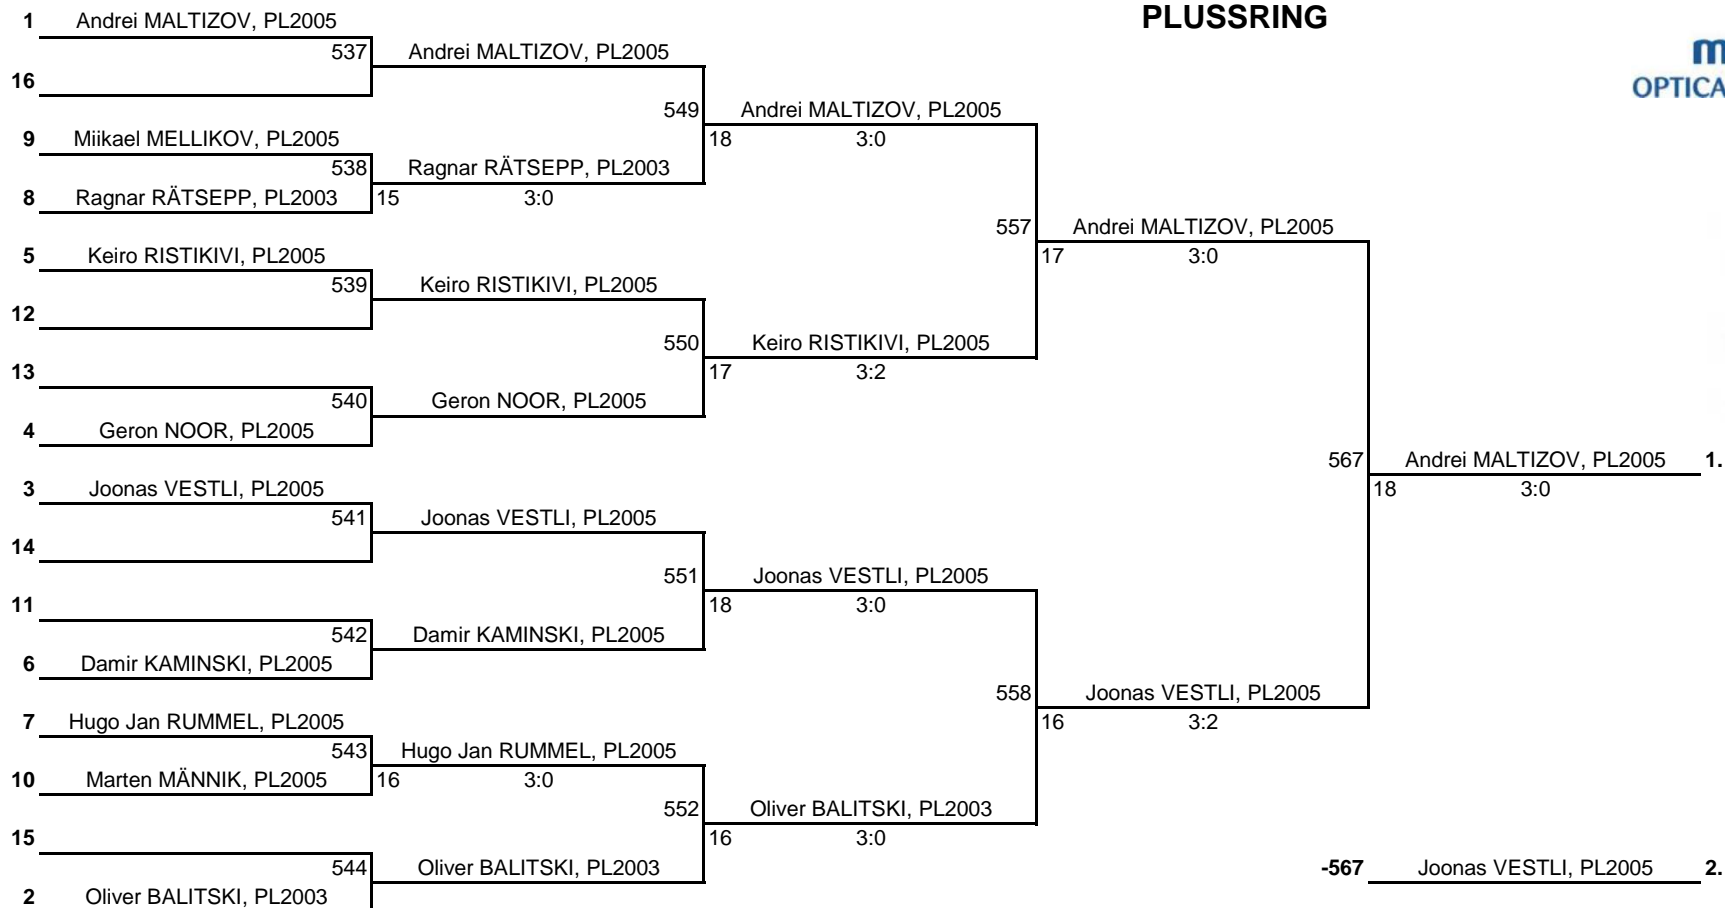 PLUSSRING
1 Andrei MALTIZOV, PL2005
537 Andrei MALTIZOV, PL2005
16
m
OPTICA
549 Andrei MALTIZOV, PL2005
9 Miikael MELLIKOV, PL2005
18 3:0
538 Ragnar RÄTSEPP, PL2003
8 Ragnar RÄTSEPP, PL2003 15 3:0
557 Andrei MALTIZOV, PL2005
5 Keiro RISTIKIVI, PL2005
17 3:0
539 Keiro RISTIKIVI, PL2005
12
550 Keiro RISTIKIVI, PL2005
13
17 3:2
540 Geron NOOR, PL2005
4 Geron NOOR, PL2005
567 Andrei MALTIZOV, PL2005 1.
3 Joonas VESTLI, PL2005
18 3:0
541 Joonas VESTLI, PL2005
14
551 Joonas VESTLI, PL2005
11
18 3:0
542 Damir KAMINSKI, PL2005
6 Damir KAMINSKI, PL2005
558 Joonas VESTLI, PL2005
7 Hugo Jan RUMMEL, PL2005
16 3:2
543 Hugo Jan RUMMEL, PL2005
10 Marten MÄNNIK, PL2005 16 3:0
552 Oliver BALITSKI, PL2003
15
16 3:0
544 Oliver BALITSKI, PL2003
-567 Joonas VESTLI, PL2005 2.
2 Oliver BALITSKI, PL2003